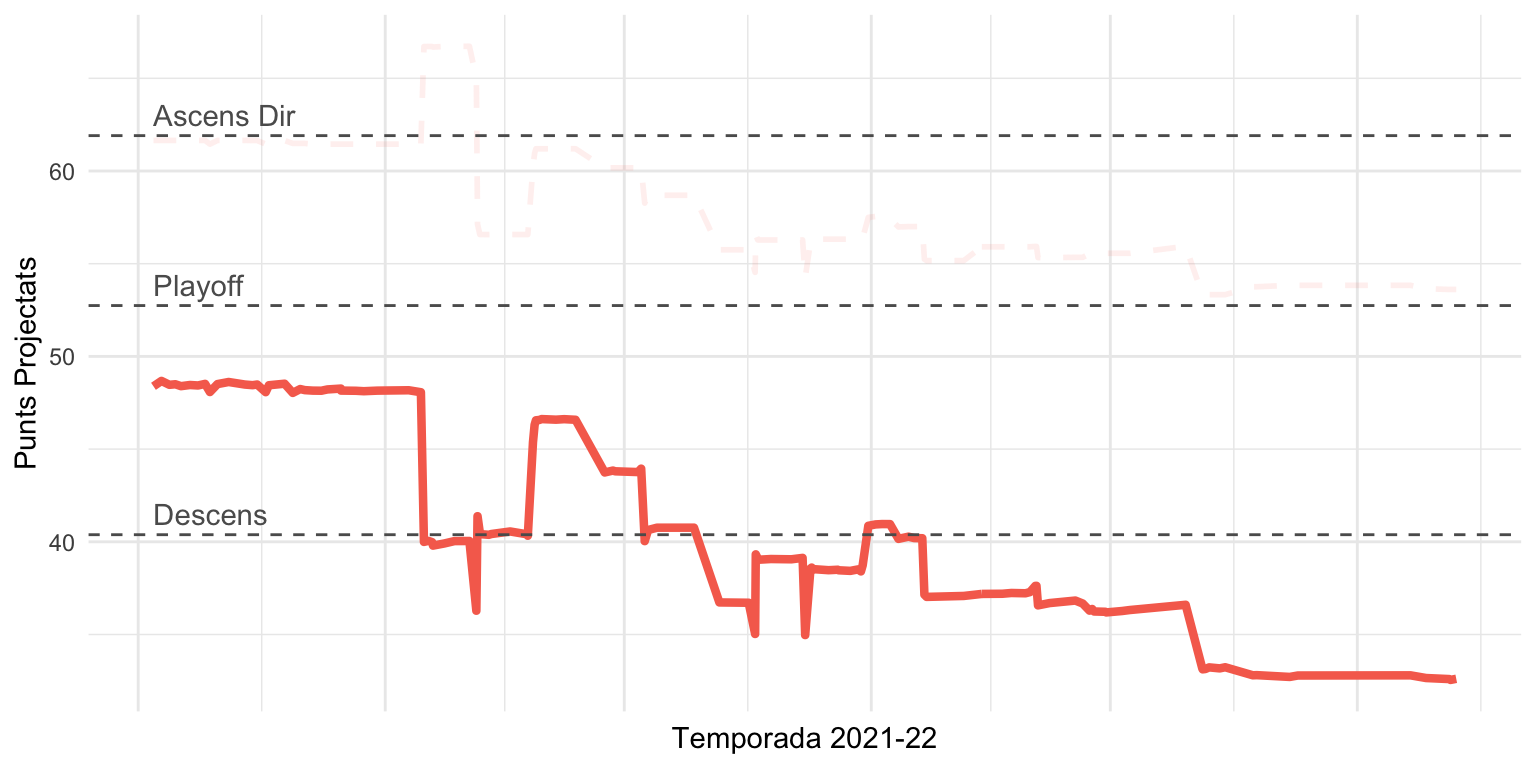 Ascens Dir
60
Playoff
50
Descens
40
Punts Projectats
Temporada 2021-22